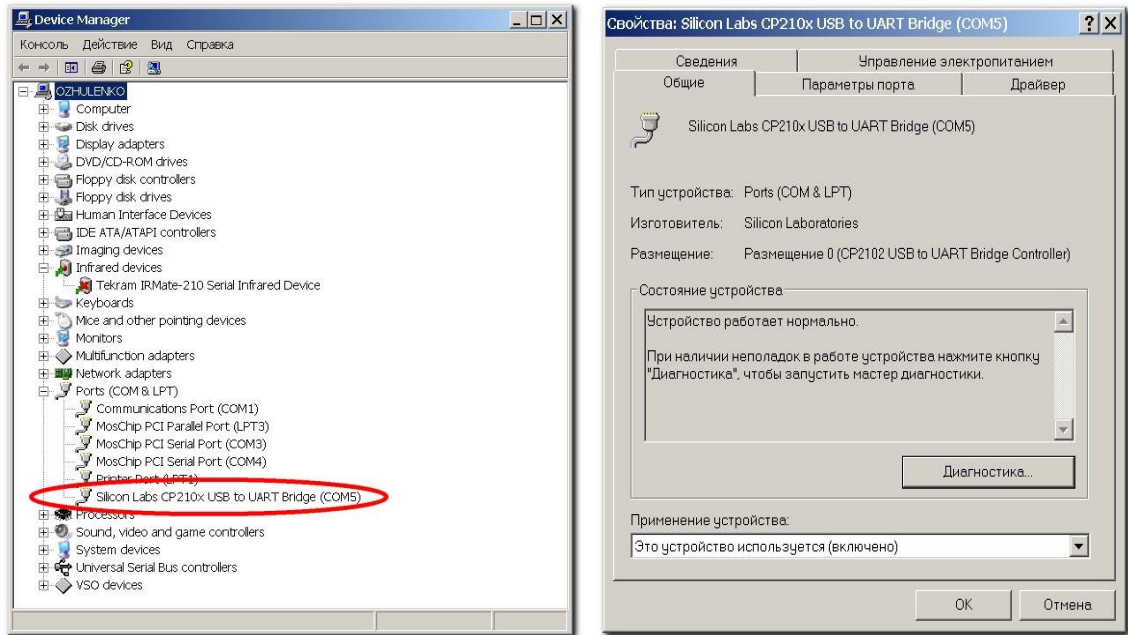 Device Manager
Консоль Действие Вид Справка
OZHULENKO
Computer
Disk drives
Display adapters
DVD/CD-ROM drives
Floppy disk controllers
Floppy disk drives
Human Interface Devices
IDE ATA/ATAPI controllers
Imaging devices
Infrared devices
Tekram IRMate-210 Serial Infrared Device
Keyboards
Mice and other pointing devices
Monitors
Multifunction adapters
Network adapters
Ports (COM & LPT)
Communications Port (COM1)
MosChip PCI Parallel Port (LPT3)
MosChip PCI Serial Port (COM3)
MosChip PCI Serial Port (COM4)
Printer Port (LPT1)
Silicon Labs CP210x USB to UART Bridge (COM5)
Processors
Sound, video and game controllers
System devices
Universal Serial Bus controllers
VSO devices
Свойства: Silicon Labs CP210x USB to UART Bridge (COM5)
Сведения Управление электропитанием
Общие Параметры порта Драйвер
Silicon Labs CP210x USB to UART Bridge (COM5)
Тип устройства: Ports (COM & LPT)
Изготовитель: Silicon Laboratories
Размещение: Размещение 0 (CP2102 USB to UART Bridge Controller)
Состояние устройства
Устройство работает нормально.
При наличии неполадок в работе устройства нажмите кнопку
"Диагностика", чтобы запустить мастер диагностики.
Диагностика...
Применение устройства:
Это устройство используется (включено)
OK Отмена